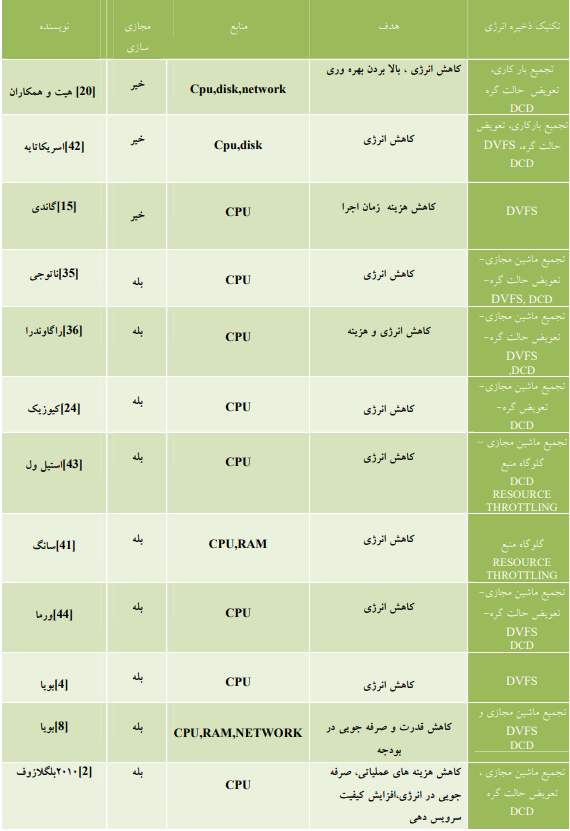 تکنیک ذخیره انرژی
هدف
منابع
مجازی
سازی
نویسنده
تجمیع بار کاری،
تعویض حالت گره
DCD
کاهش انرژی ، بالا بردن بهره وری
Cpu,disk,network
خیر
[20] هیت و همکاران
تجمیع بارکاری، تعویض
حالت گره، DVFS
DCD
کاهش انرژی
Cpu,disk
خیر
[42]اسریکاتایه
DVFS
کاهش هزینه زمان اجرا
CPU
خیر
[15]گاندی
تجمیع ماشین مجازی-
تعویض حالت گره-
DVFS, DCD
کاهش انرژی
CPU
بله
[35]ناتوجی
تجمیع ماشین مجازی-
تعویض حالت گره-
DVFS
,DCD
کاهش انرژی و هزینه
CPU
بله
[36]راگاوندرا
تجمیع ماشین مجازی-
تعویض گره-
DCD
کاهش انرژی
CPU
بله
[24]کیوزیک
تجمیع ماشین مجازی –
گلوگاه منبع
DCD
RESOURCE
THROTTLING
کاهش انرژی
CPU
بله
[43]استیل ول
گلوگاه منبع
RESOURCE
THROTTLING
کاهش انرژی
CPU,RAM
بله
[41]سانگ
تجمیع ماشین مجازی-
تعویض حالت گره-
DVFS
DCD
کاهش انرژی
CPU
بله
[44]ورما
DVFS
کاهش انرژی
CPU
بله
[4]بویا
تجمیع ماشین مجازی و
DVFS
DCD
کاهش قدرت و صرفه جویی در
بودجه
CPU,RAM,NETWORK
بله
[8]بویا
تجمیع ماشین مجازی ،
تعویض حالت گره
DCD
کاهش هزینه های عملیاتی، صرفه
جویی در انرژی،افزایش کیفیت
سرویس دهی
CPU
بله
[2]۲۰۱۰بلگلازوف